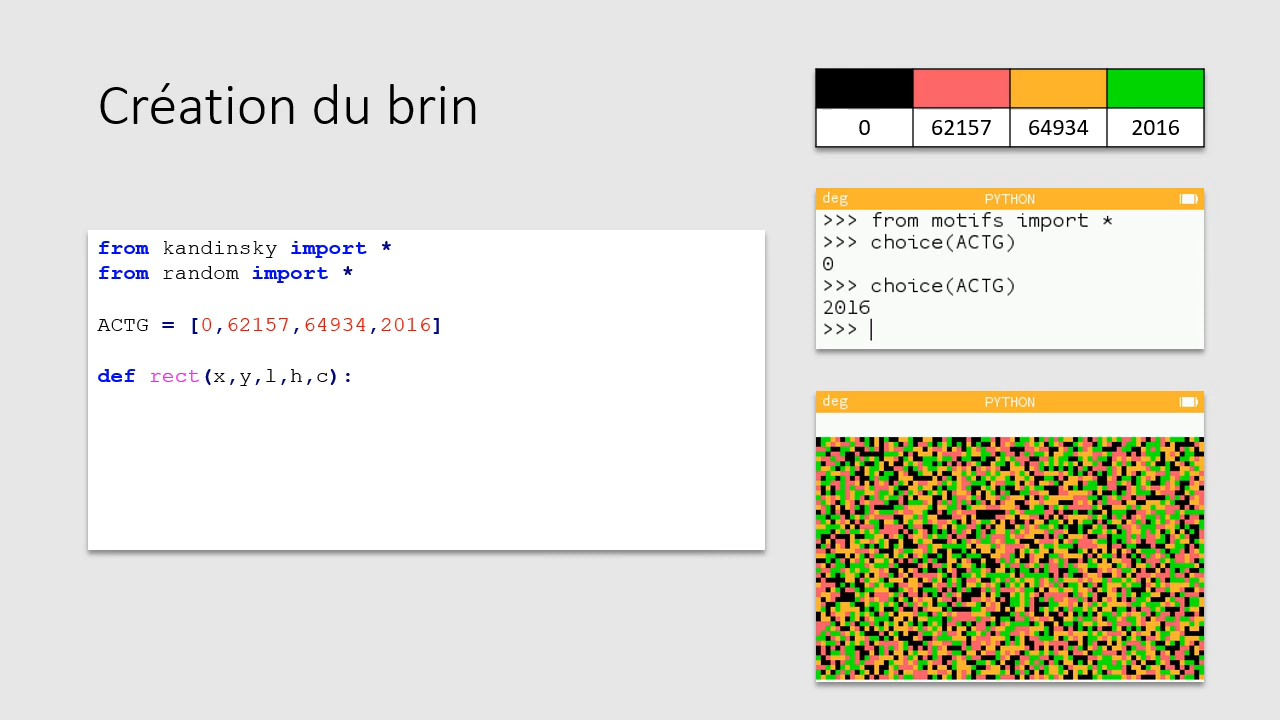 Création du brin
0 62157 64934 2016
from kandinsky import *
from random import *
ACTG = [0,62157,64934,2016]
def rect(x,y,l,h,c):
deg PYTHON
>>> from motifs import *
>>> choice(ACTG)
0
>>> choice(ACTG)
2016
>>>
deg PYTHON